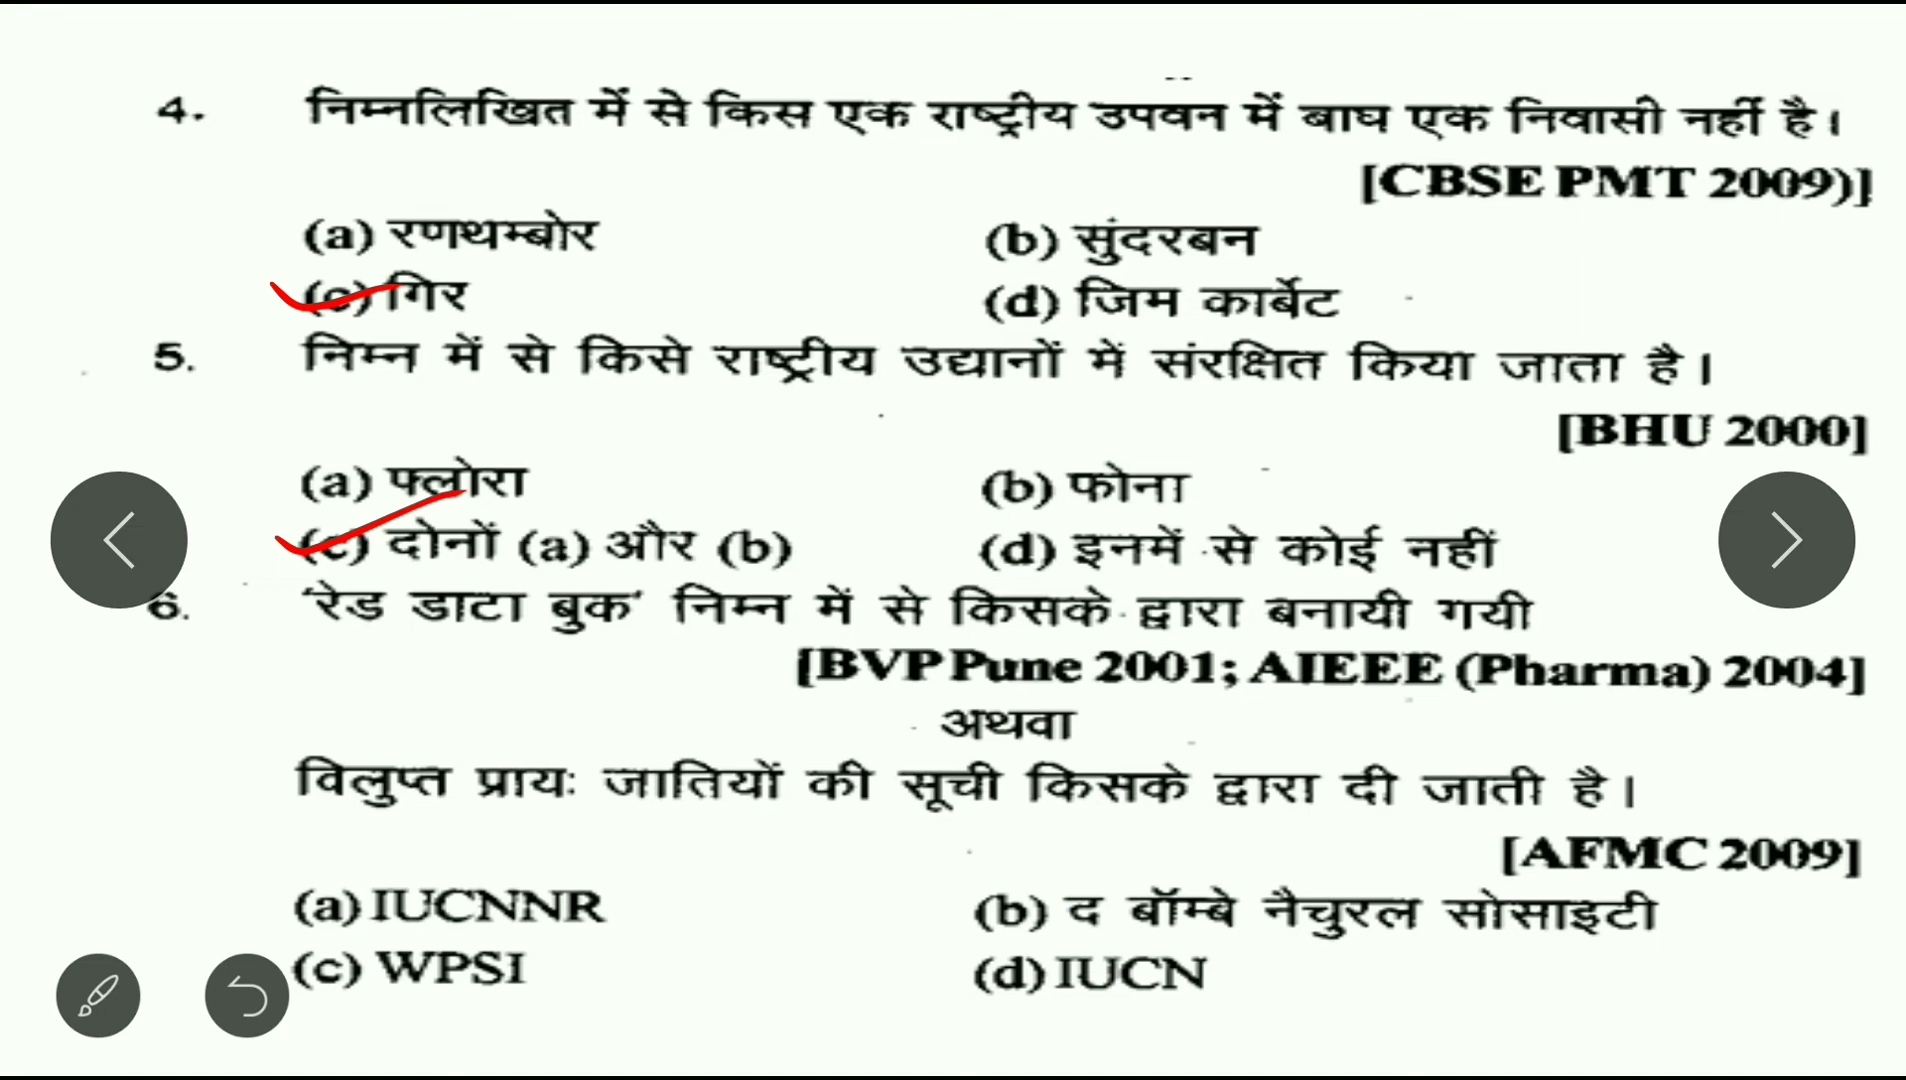 4. निम्नलिखित में से किस एक राष्ट्रीय उपवन में बाघ एक निवासी नहीं है।
[CBSE PMT 2009)]
(a) रणथम्बोर (b) सुंदरबन
(c) गिर (d) जिम कार्बेट
5. निम्न में से किसे राष्ट्रीय उद्यानों में संरक्षित किया जाता है।
[BHU 2000]
(a) फ्लोरा (b) फोना
(c) दोनों (a) और (b) (d) इनमें से कोई नहीं
6. 'रेड डाटा बुक' निम्न में से किसके द्वारा बनायी गयी
[BVP Pune 2001; AIEEE (Pharma) 2004]
अथवा
विलुप्त प्रायः जातियों की सूची किसके द्वारा दी जाती है।
[AFMC 2009]
(a) IUCNNR (b) द बॉम्बे नैचुरल सोसाइटी
(c) WPSI (d) IUCN